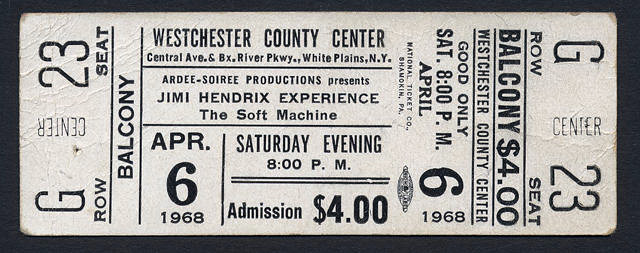 23 SEAT
CENTER
G ROW
BALCONY
WESTCHESTER COUNTY CENTER
Central Ave. & Bx. River Pkwy., White Plains, N.Y.
ARDEE-SOIREE PRODUCTIONS presents
JIMI HENDRIX EXPERIENCE
The Soft Machine
APR.
6
1968
SATURDAY EVENING
8:00 P. M.
Admission $4.00
NATIONAL TICKET CO.
SHAMOKIN, PA.
SAT. 8:00 P. M.
GOOD ONLY
APRIL
6
1968
WESTCHESTER COUNTY CENTER
BALCONY $4.00
ROW G
CENTER
SEAT 23